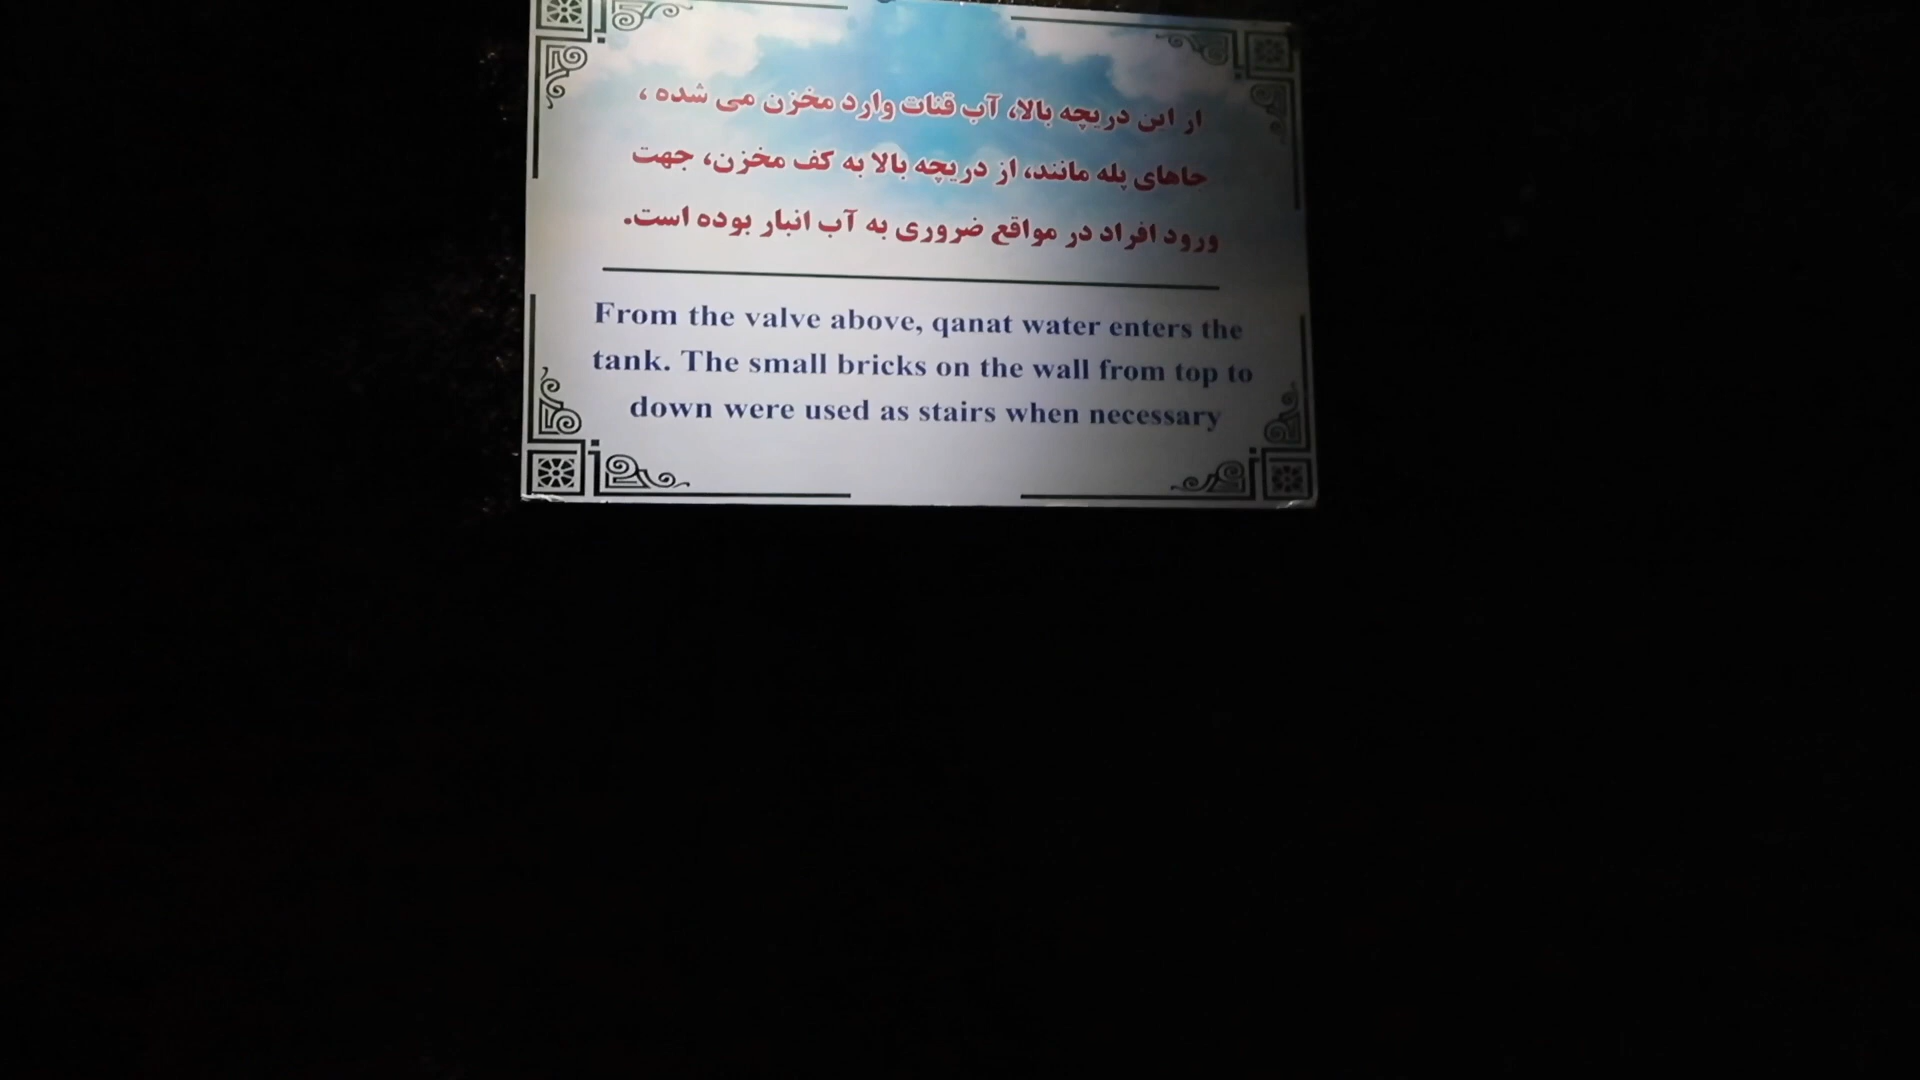 از این دریچه بالا، آب قنات وارد مخزن می شده ،
جاهای پله مانند، از دریچه بالا به کف مخزن، جهت
ورود افراد در مواقع ضروری به آب انبار بوده است.
From the valve above, qanat water enters the
tank. The small bricks on the wall from top to
down were used as stairs when necessary